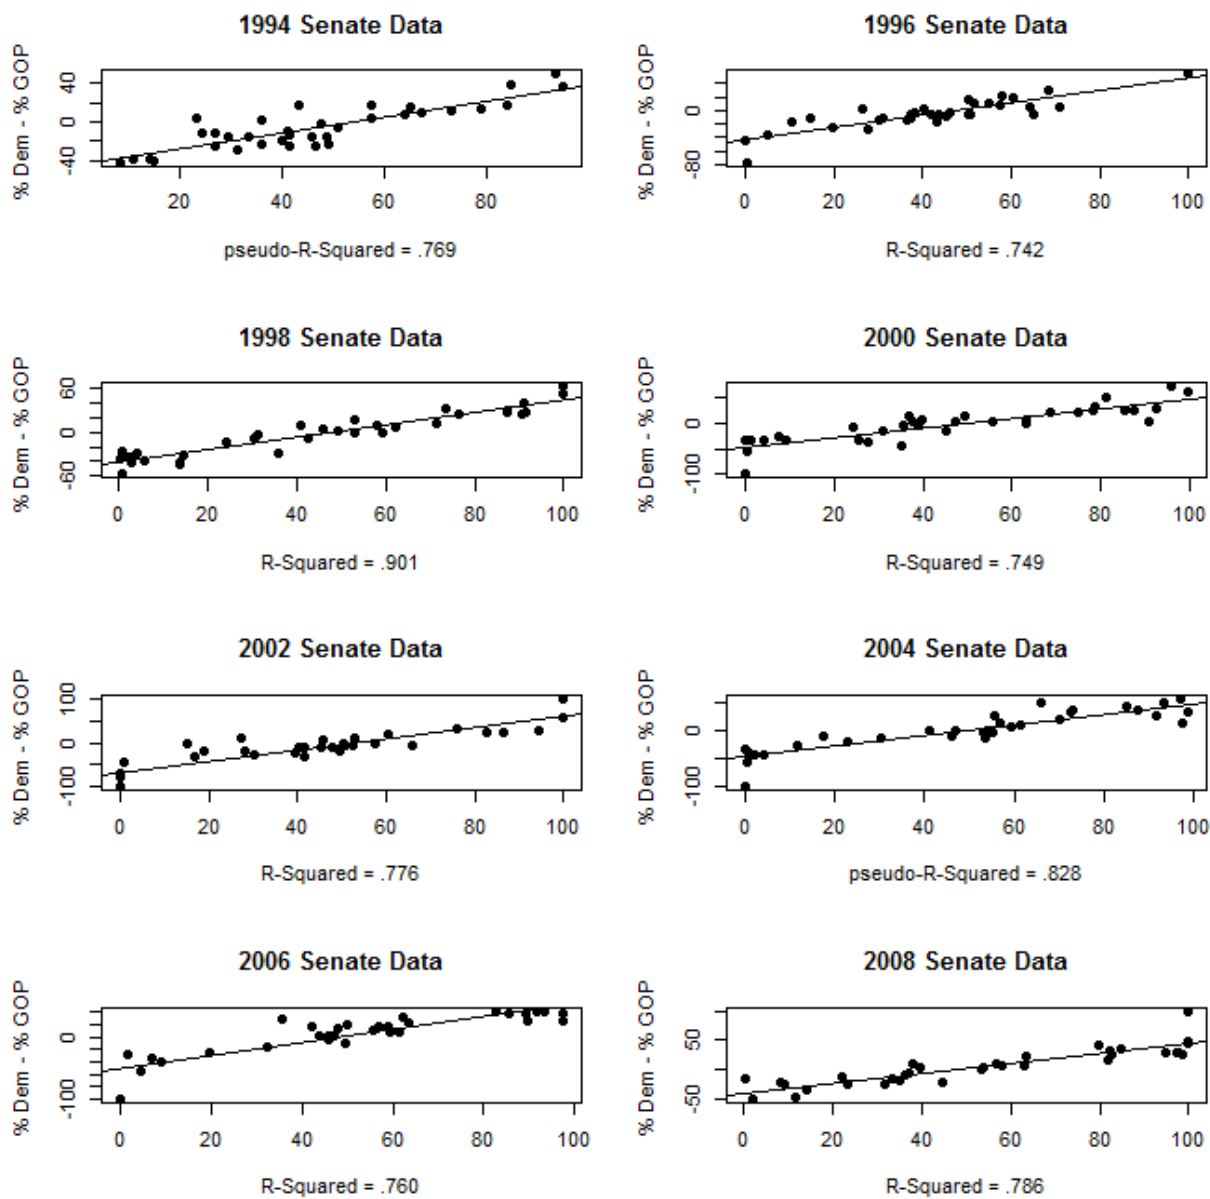 1994 Senate Data
% Dem - % GOP
40
0
-40
20 40 60 80
pseudo-R-Squared = .769
1996 Senate Data
% Dem - % GOP
0
-80
0 20 40 60 80 100
R-Squared = .742
1998 Senate Data
% Dem - % GOP
60
0
-60
0 20 40 60 80 100
R-Squared = .901
2000 Senate Data
% Dem - % GOP
0
-100
0 20 40 60 80 100
R-Squared = .749
2002 Senate Data
% Dem - % GOP
100
0
-100
0 20 40 60 80 100
R-Squared = .776
2004 Senate Data
% Dem - % GOP
0
-100
0 20 40 60 80 100
pseudo-R-Squared = .828
2006 Senate Data
% Dem - % GOP
0
-100
0 20 40 60 80 100
R-Squared = .760
2008 Senate Data
% Dem - % GOP
50
-50
0 20 40 60 80 100
R-Squared = .786